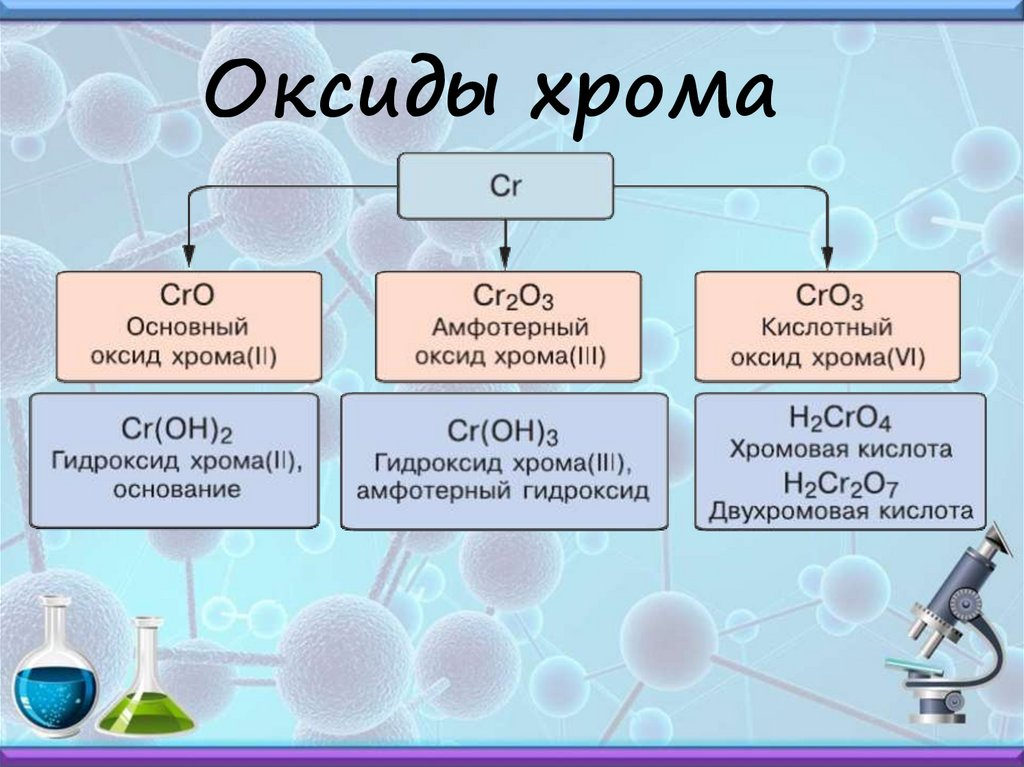 Оксиды хрома
Cr
CrO
Основный
оксид хрома(II)
Cr₂O₃
Амфотерный
оксид хрома(III)
CrO₃
Кислотный
оксид хрома(VI)
Cr(OH)₂
Гидроксид хрома(II),
основание
Cr(OH)₃
Гидроксид хрома(III),
амфотерный гидроксид
H₂CrO₄
Хромовая кислота
H₂Cr₂O₇
Двухромовая кислота